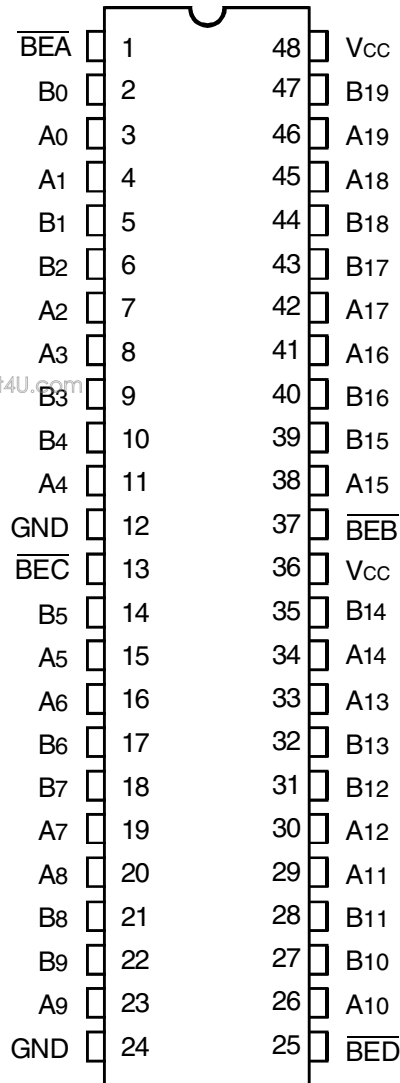 BEA 1 48 VCC
B0 2 47 B19
A0 3 46 A19
A1 4 45 A18
B1 5 44 B18
B2 6 43 B17
A2 7 42 A17
A3 8 41 A16
t4U.com
B3 9 40 B16
B4 10 39 B15
A4 11 38 A15
GND 12 37 BEB
BEC 13 36 VCC
B5 14 35 B14
A5 15 34 A14
A6 16 33 A13
B6 17 32 B13
B7 18 31 B12
A7 19 30 A12
A8 20 29 A11
B8 21 28 B11
B9 22 27 B10
A9 23 26 A10
GND 24 25 BED